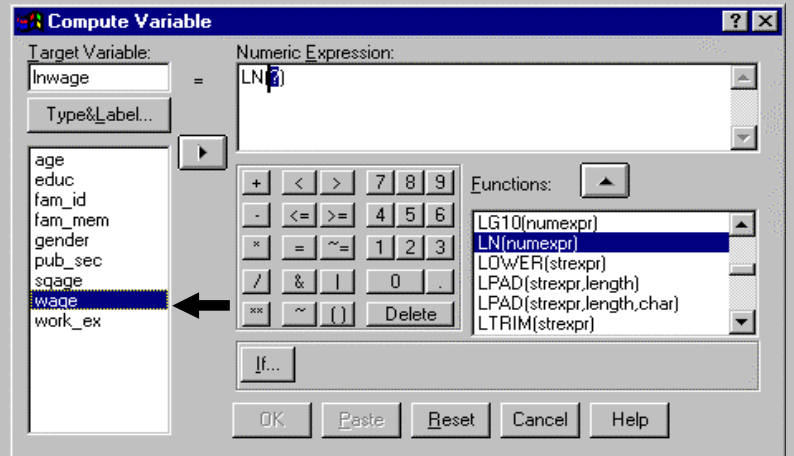 Compute Variable
? X
Target Variable:
Numeric Expression:
lnwage
=
LN(?)
Type&Label...
age
educ
fam_id
fam_mem
gender
pub_sec
sqage
wage
work_ex
+ < > 7 8 9
- <= >= 4 5 6
* = ~= 1 2 3
/ & | 0 .
** ~ () Delete
Functions:
LG10(numexpr)
LN(numexpr)
LOWER(strexpr)
LPAD(strexpr,length)
LPAD(strexpr,length,char)
LTRIM(strexpr)
If...
OK Paste Reset Cancel Help